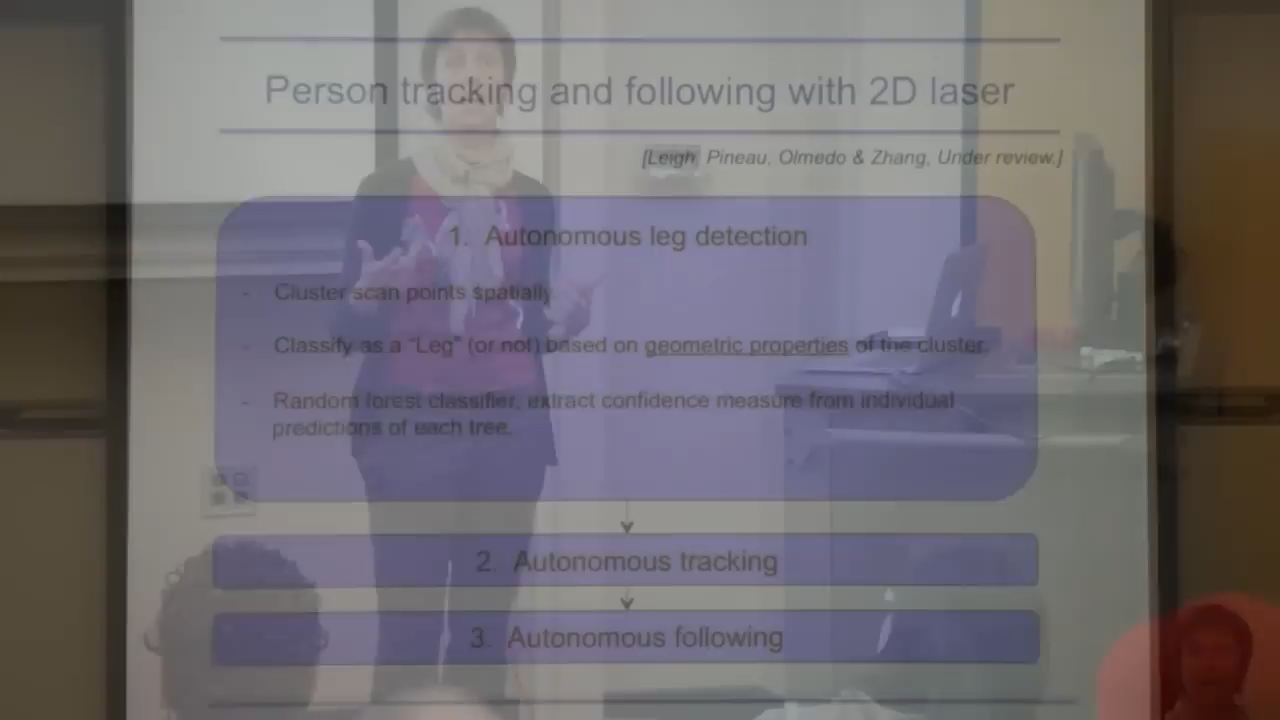 Person tracking and following with 2D laser
[Leigh, Pineau, Olmedo & Zhang, Under review.]
1. Autonomous leg detection
- Cluster scan points spatially
- Classify as a "Leg" (or not) based on geometric properties of the cluster.
- Random forest classifier, extract confidence measure from individual
predictions of each tree.
2. Autonomous tracking
3. Autonomous following